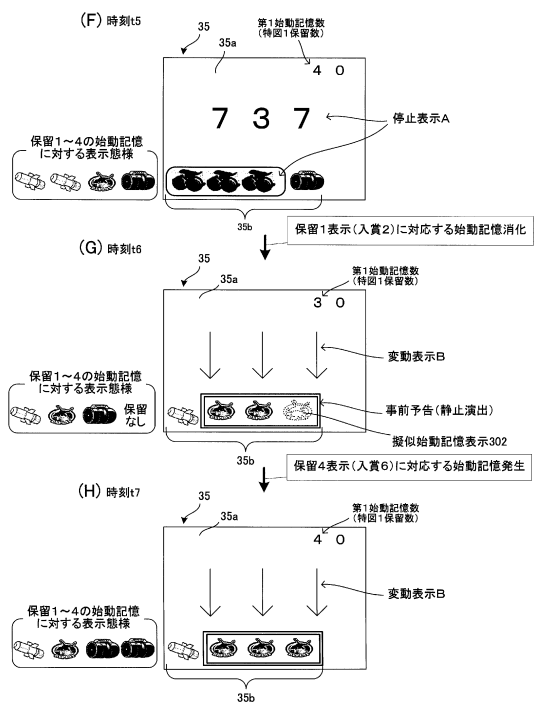 (F) 時刻t5
35
35a
第1始動記憶数
(特図1保留数)
4 0
7 3 7
停止表示A
保留1～4の始動記憶
に対する表示態様
35b
保留1表示(入賞2)に対応する始動記憶消化
(G) 時刻t6
35
35a
第1始動記憶数
(特図1保留数)
3 0
変動表示B
保留1～4の始動記憶
に対する表示態様
保留
なし
事前予告(静止演出)
擬似始動記憶表示302
35b
保留4表示(入賞6)に対応する始動記憶発生
(H) 時刻t7
35
35a
第1始動記憶数
(特図1保留数)
4 0
変動表示B
保留1～4の始動記憶
に対する表示態様
35b